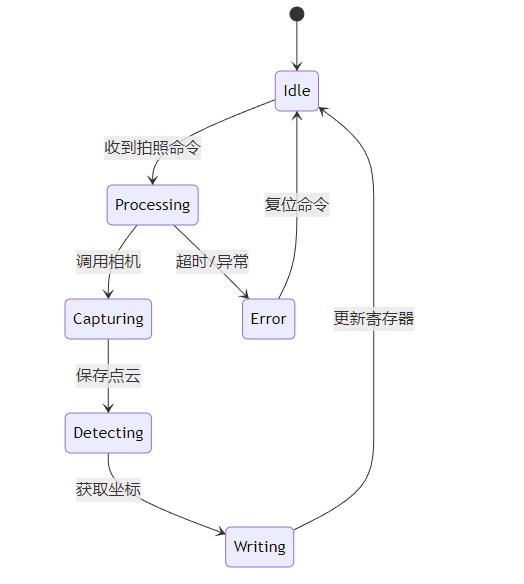 Idle
收到拍照命令
Processing
复位命令
调用相机
超时/异常
Capturing
Error
更新寄存器
保存点云
Detecting
获取坐标
Writing